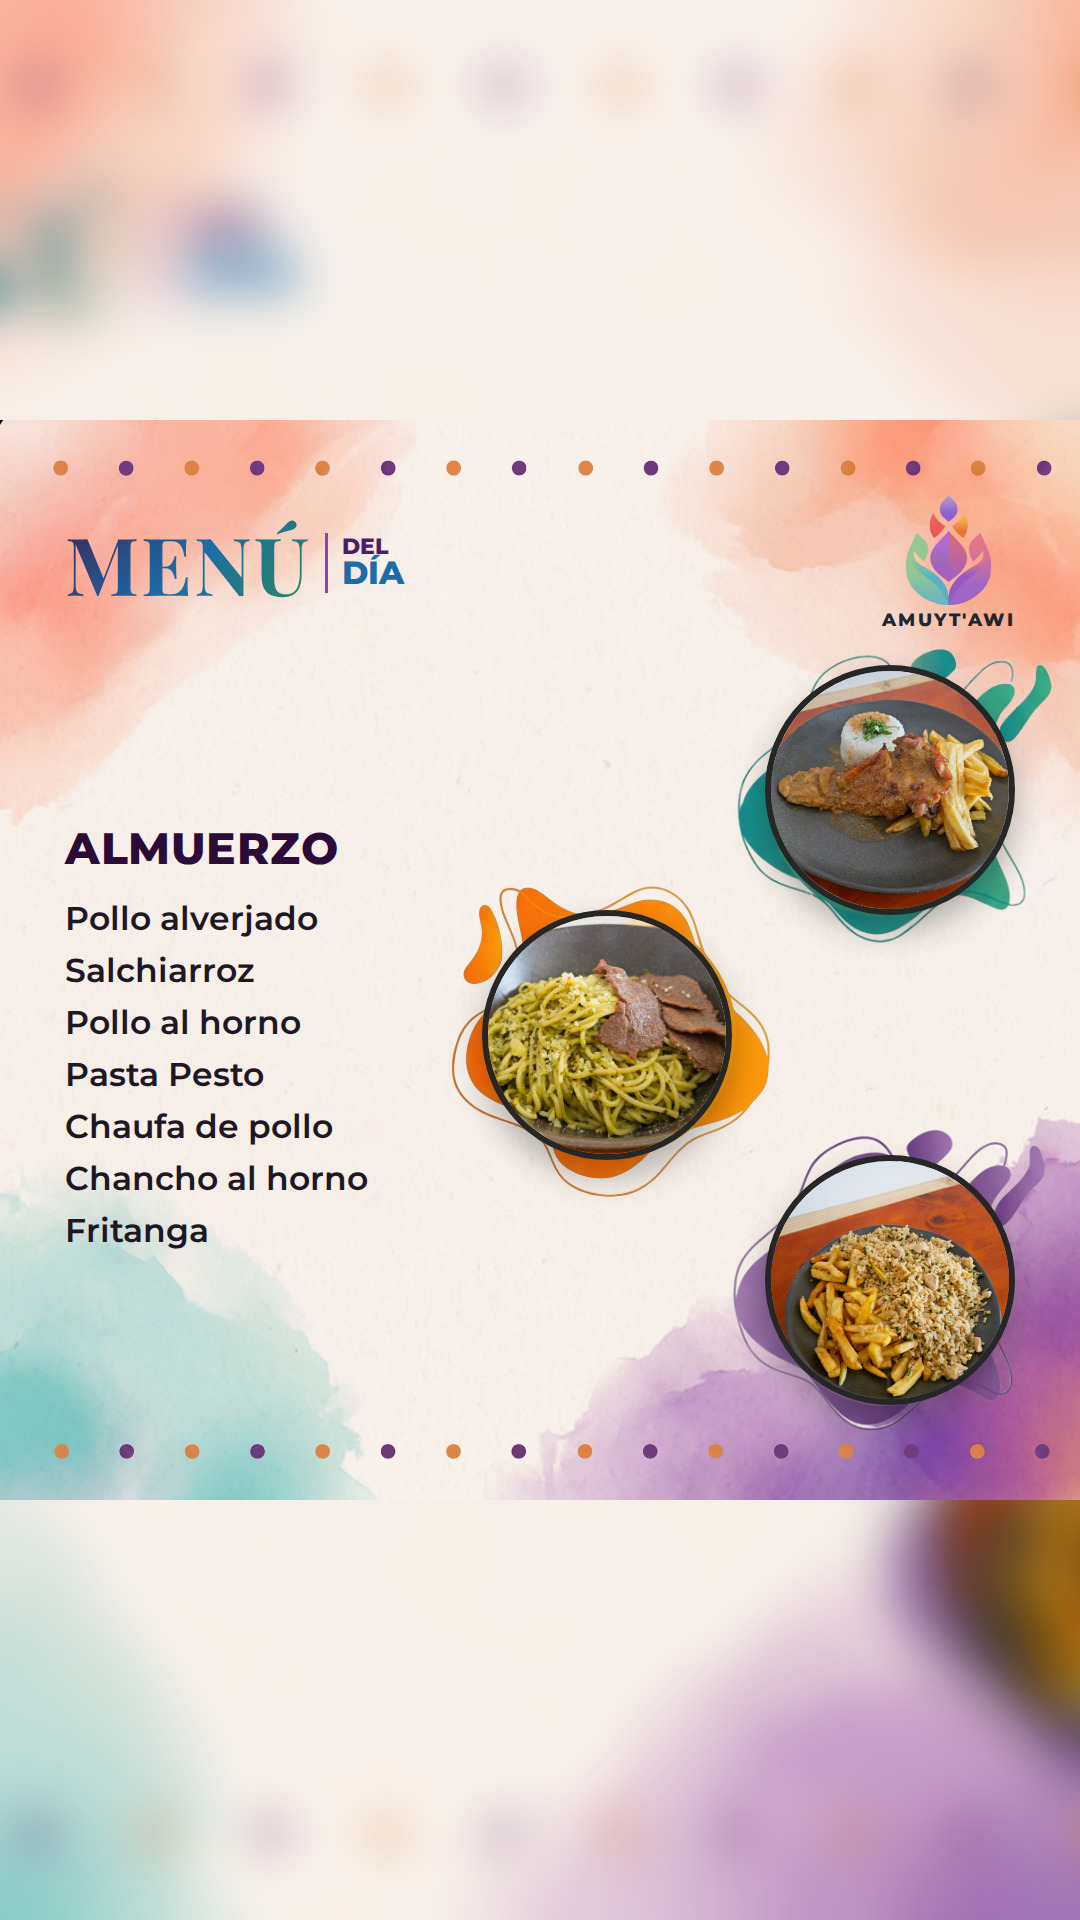 MENÚ
DEL
DÍA
AMUYT'AWI
ALMUERZO
Pollo alverjado
Salchiarroz
Pollo al horno
Pasta Pesto
Chaufa de pollo
Chancho al horno
Fritanga